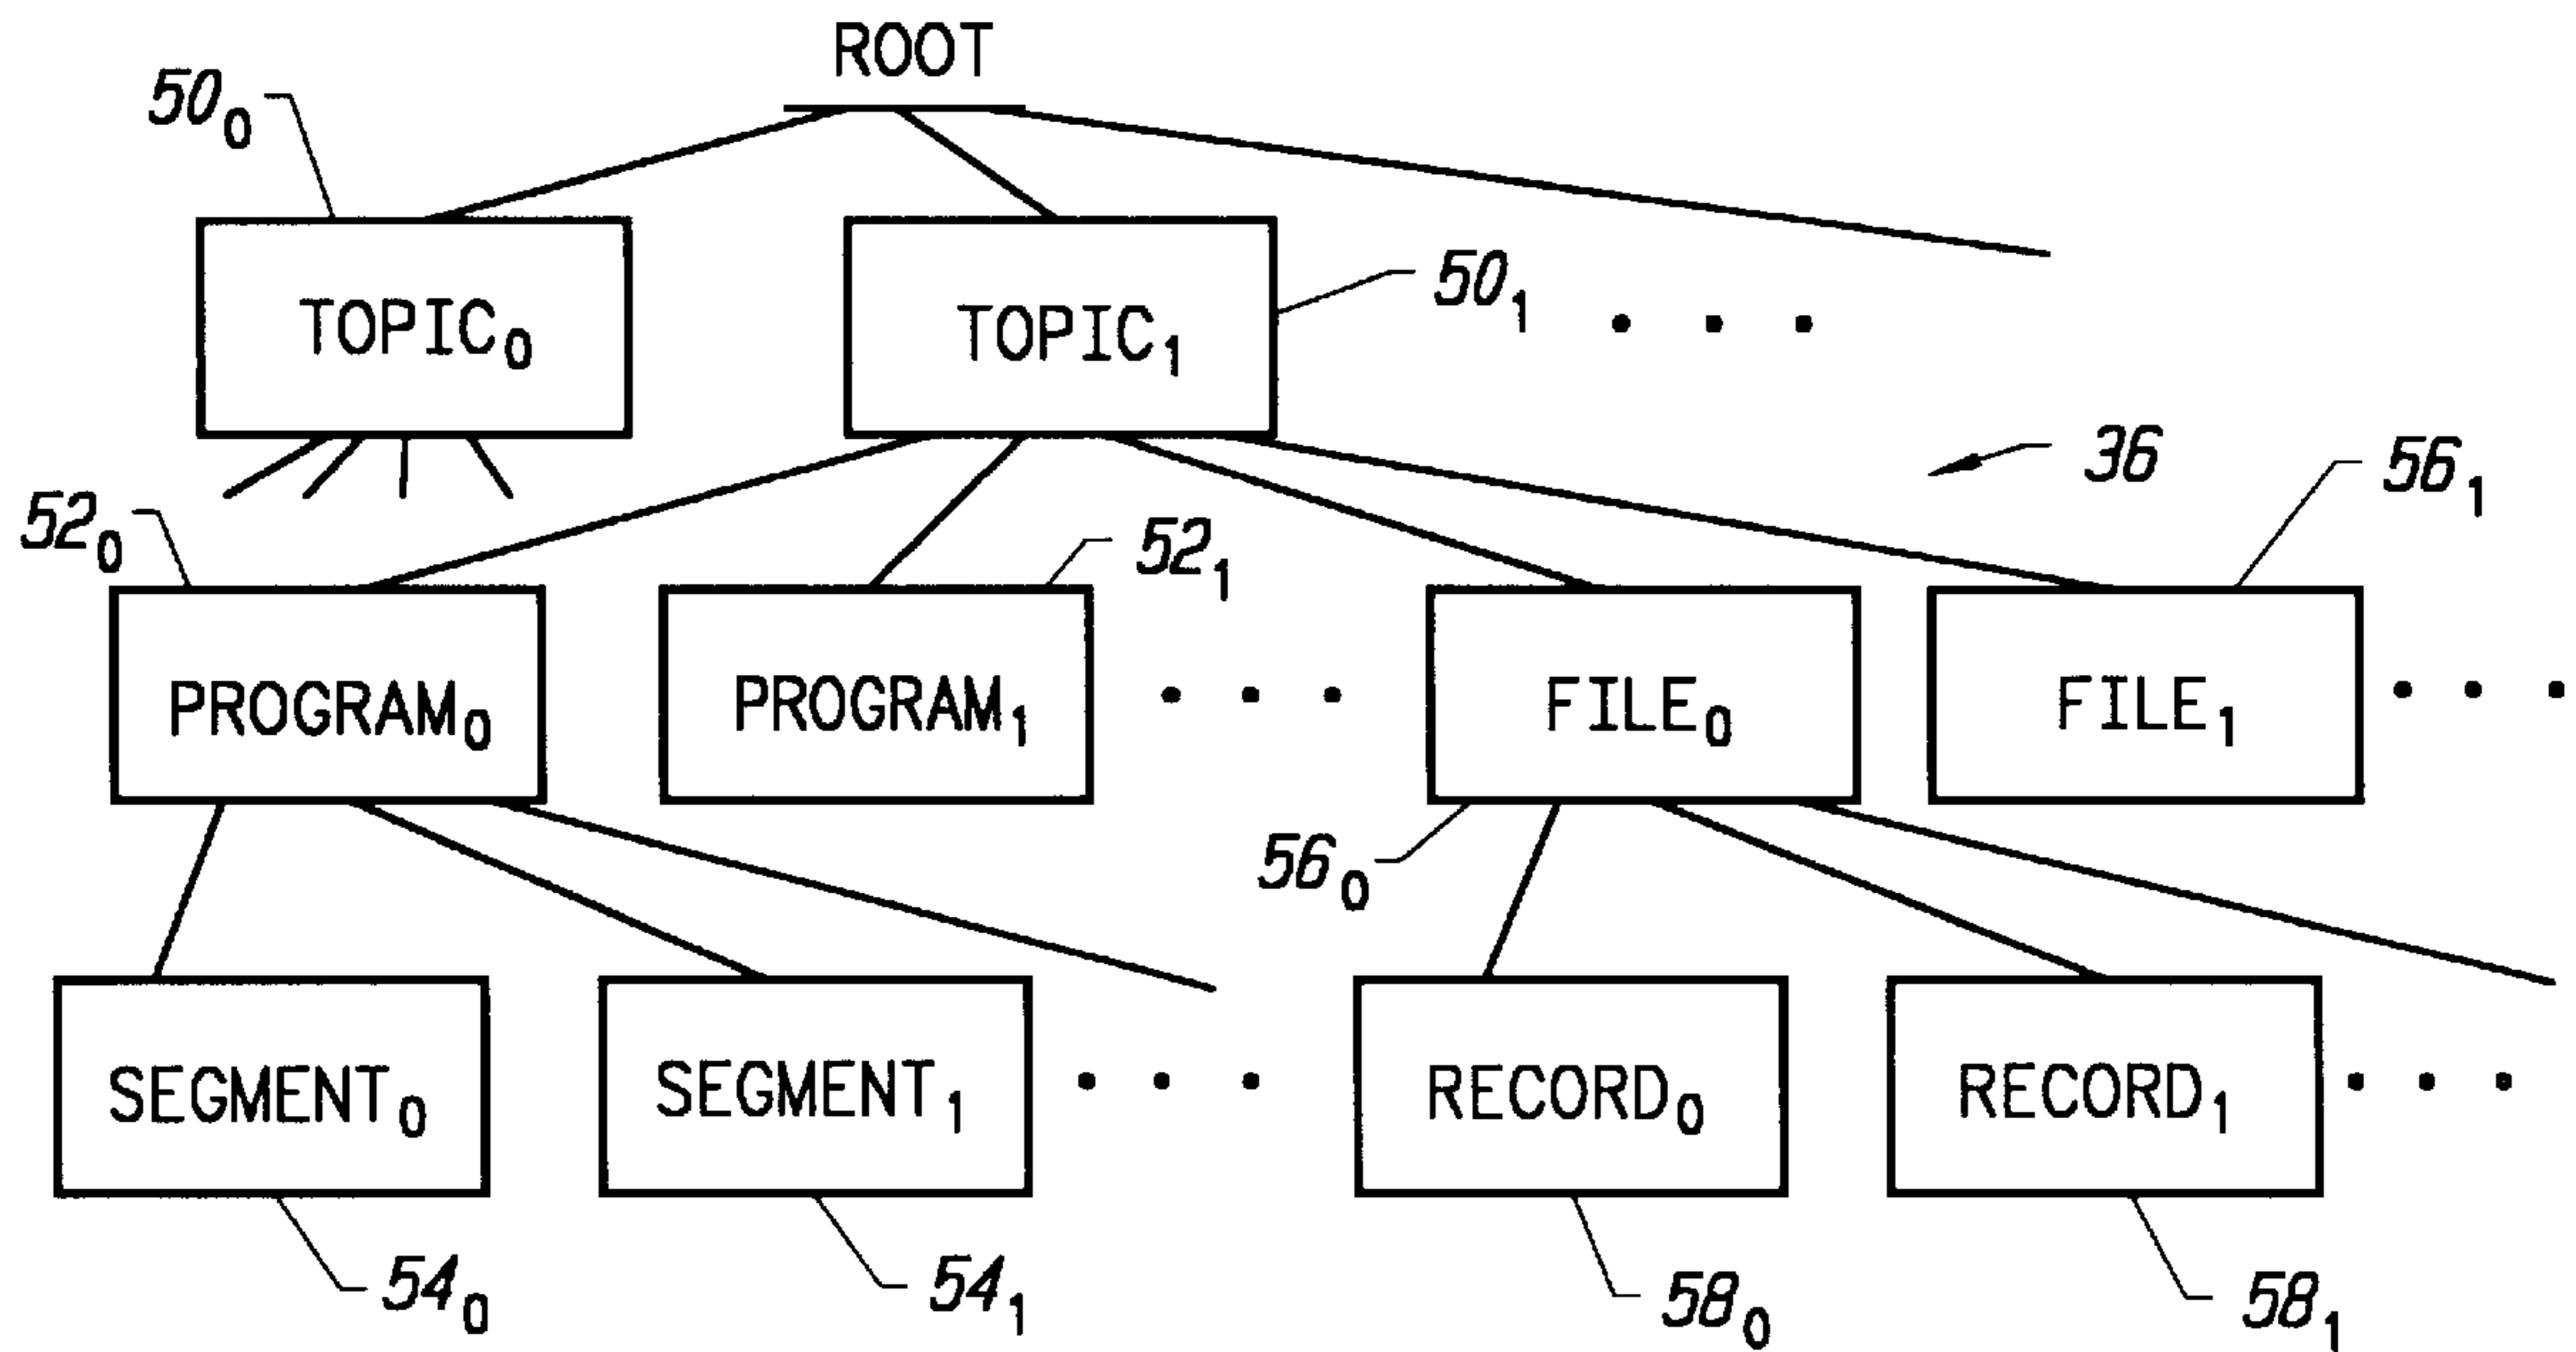 ROOT
50₀
TOPIC₀
TOPIC₁
50₁
. . .
36
56₁
52₀
52₁
PROGRAM₀
PROGRAM₁
. . .
FILE₀
FILE₁
. . .
56₀
SEGMENT₀
SEGMENT₁
. . .
RECORD₀
RECORD₁
. . .
54₀
54₁
58₀
58₁